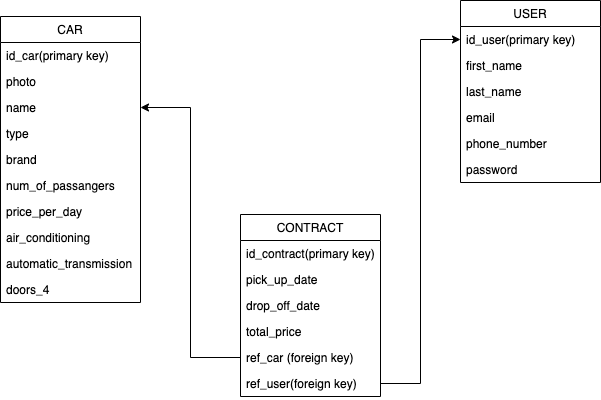 CAR
id_car(primary key)
photo
name
type
brand
num_of_passangers
price_per_day
air_conditioning
automatic_transmission
doors_4
USER
id_user(primary key)
first_name
last_name
email
phone_number
password
CONTRACT
id_contract(primary key)
pick_up_date
drop_off_date
total_price
ref_car (foreign key)
ref_user(foreign key)